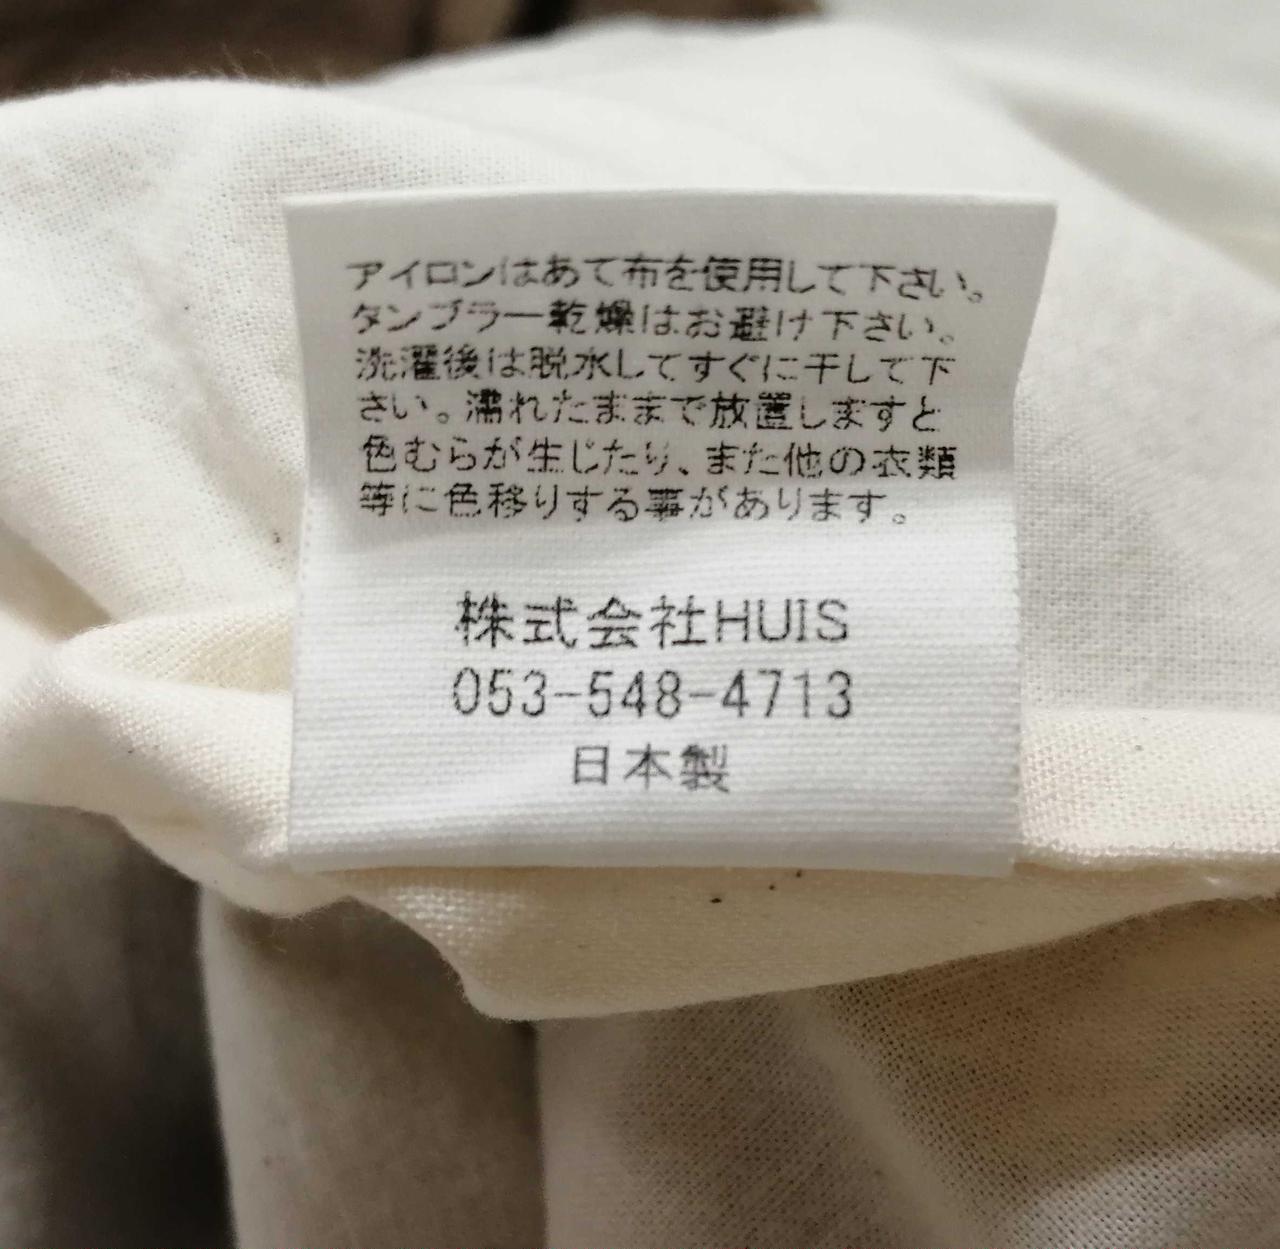 アイロンはあて布を使用して下さい。
タンブラー乾燥はお避け下さい。
洗濯後は脱水してすぐに干して下
さい。濡れたままで放置しますと
色むらが生じたり、また他の衣類
等に色移りする事があります。
株式会社HUIS
053-548-4713
日本製